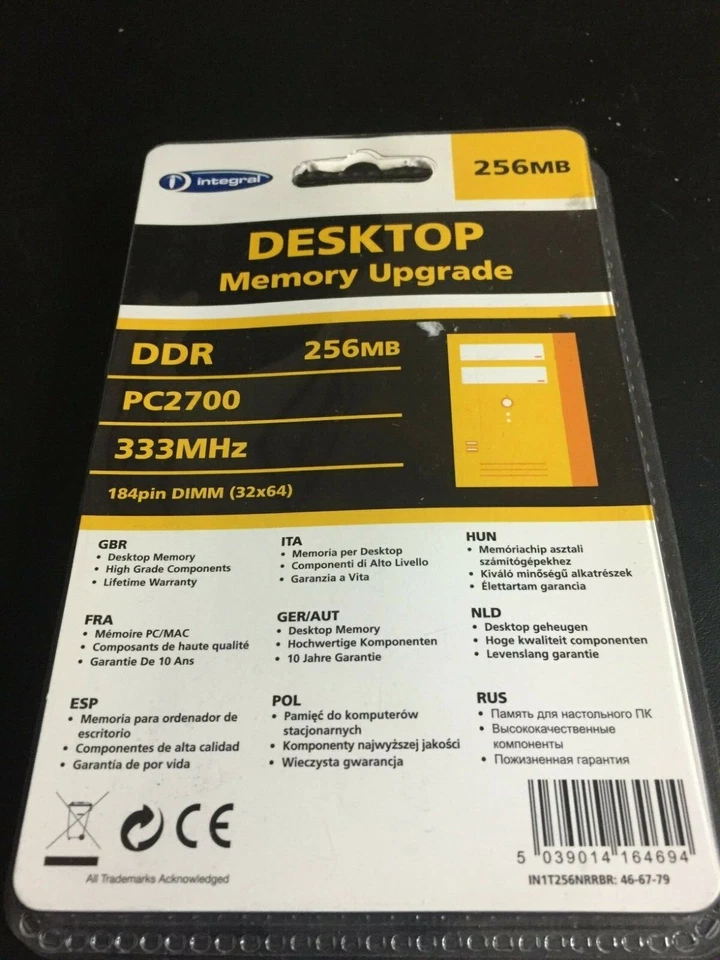 integral
256MB
DESKTOP
Memory Upgrade
DDR 256MB
PC2700
333MHz
184pin DIMM (32x64)
GBR
• Desktop Memory
• High Grade Components
• Lifetime Warranty
ITA
• Memoria per Desktop
• Componenti di Alto Livello
• Garanzia a Vita
HUN
• Memóriachip asztali
számítógépekhez
• Kiváló minőségű alkatrészek
• Élettartam garancia
FRA
• Mémoire PC/MAC
• Composants de haute qualité
• Garantie De 10 Ans
GER/AUT
• Desktop Memory
• Hochwertige Komponenten
• 10 Jahre Garantie
NLD
• Desktop geheugen
• Hoge kwaliteit componenten
• Levenslang garantie
ESP
• Memoria para ordenador de
escritorio
• Componentes de alta calidad
• Garantía de por vida
POL
• Pamięć do komputerów
stacjonarnych
• Komponenty najwyższej jakości
• Wieczysta gwarancja
RUS
• Память для настольного ПК
• Высококачественные
компоненты
• Пожизненная гарантия
CE
All Trademarks Acknowledged
5 039014 164694
IN1T256NRRBR: 46-67-79